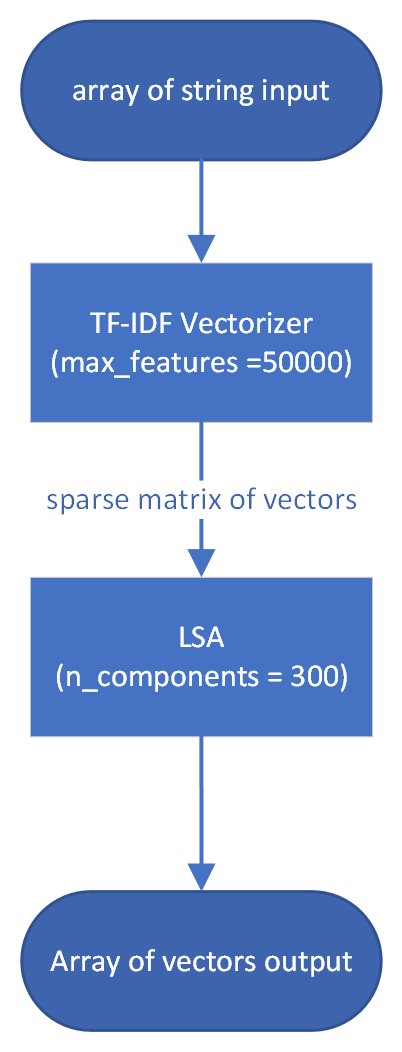 array of string input
TF-IDF Vectorizer
(max_features =50000)
sparse matrix of vectors
LSA
(n_components = 300)
Array of vectors output